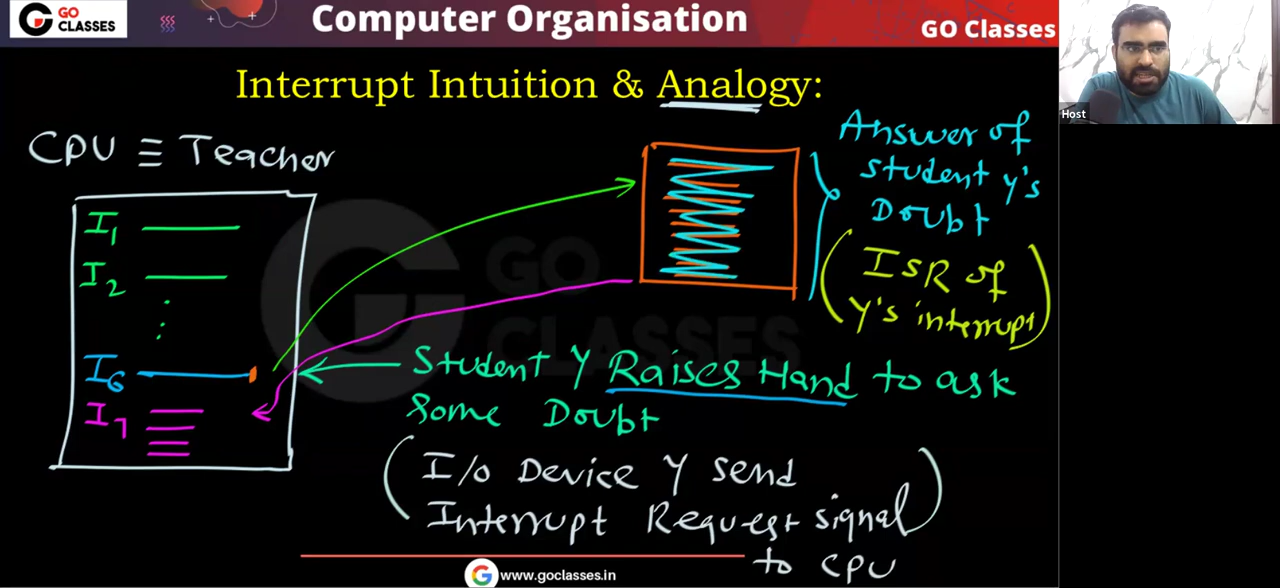 GO
CLASSES
Computer Organisation
GO Classes
Host
Interrupt Intuition & Analogy:
CPU ≡ Teacher
I1
I2
I6
I7
Answer of
student y's
Doubt
(ISR of
Y's interrupt)
Student Y Raises Hand to ask
some Doubt
(I/O Device Y send
Interrupt Request signal)
to CPU
GO
CLASSES
www.goclasses.in